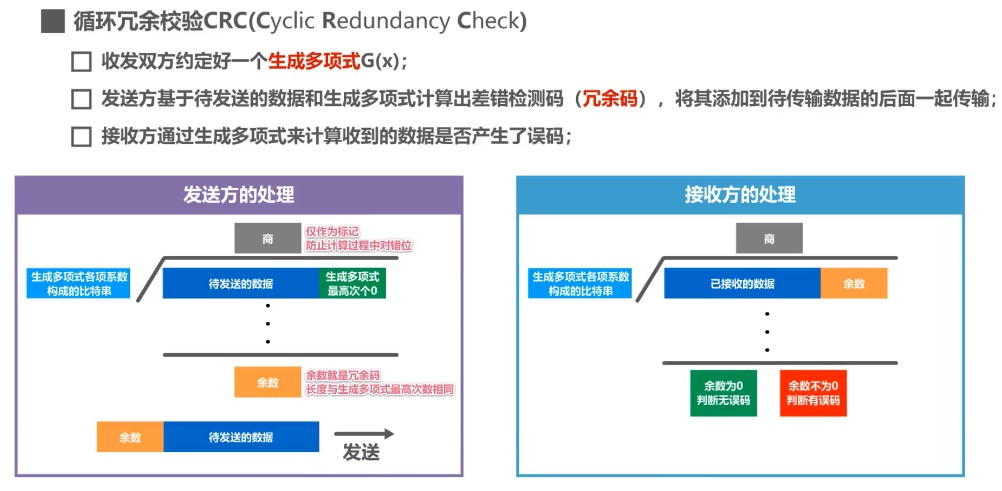 循环冗余校验CRC(Cyclic Redundancy Check)
收发双方约定好一个生成多项式G(x);
发送方基于待发送的数据和生成多项式计算出差错检测码（冗余码），将其添加到待传输数据的后面一起传输;
接收方通过生成多项式来计算收到的数据是否产生了误码;
发送方的处理
商
仅作为标记
防止计算过程中对错位
生成多项式各项系数
构成的比特串
待发送的数据
生成多项式
最高次个0
余数
余数就是冗余码
长度与生成多项式最高次数相同
余数
待发送的数据
发送
接收方的处理
商
生成多项式各项系数
构成的比特串
已接收的数据
余数
余数为0
判断无误码
余数不为0
判断有误码